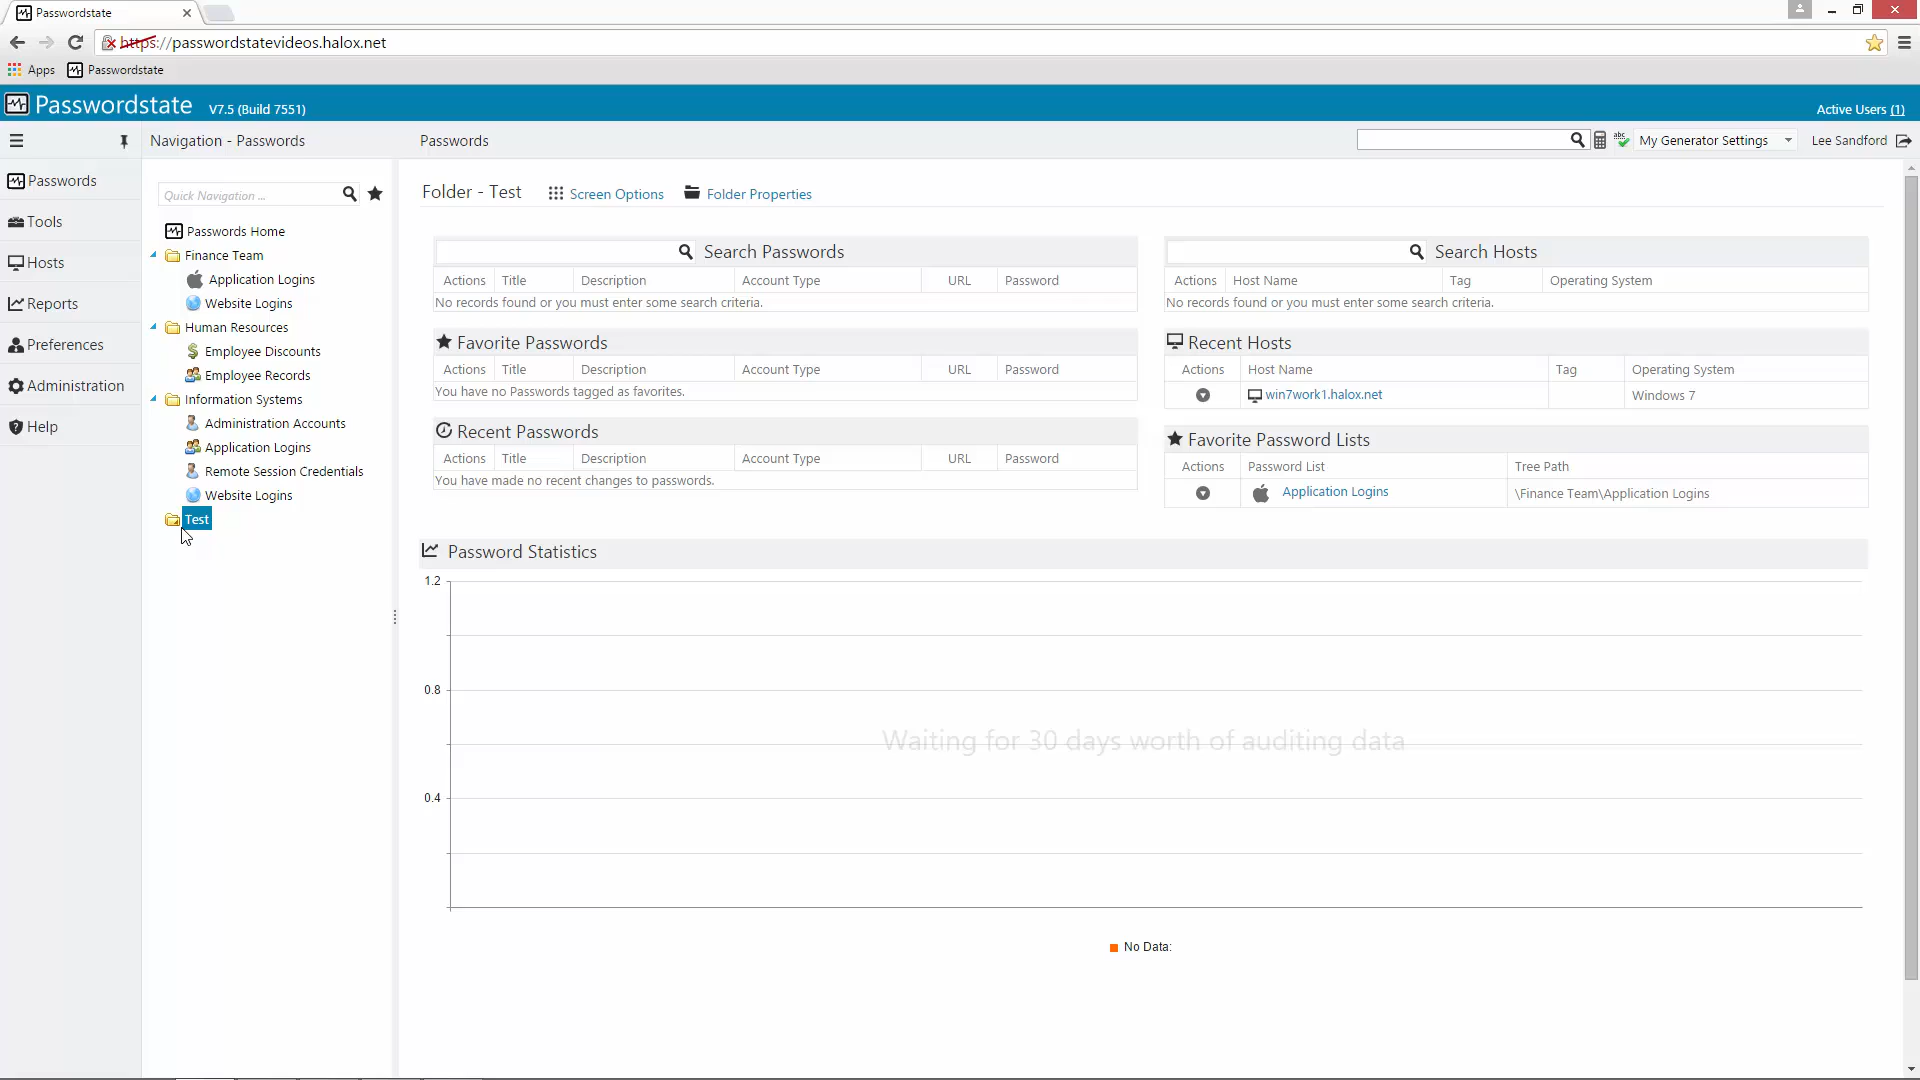 Passwordstate
https://passwordstatevideos.halox.net
Apps Passwordstate
Passwordstate V7.5 (Build 7551) Active Users (1)
Navigation - Passwords Passwords abc My Generator Settings Lee Sandford
Passwords
Tools
Hosts
Reports
Preferences
Administration
Help
Quick Navigation ...
Passwords Home
Finance Team
Application Logins
Website Logins
Human Resources
Employee Discounts
Employee Records
Information Systems
Administration Accounts
Application Logins
Remote Session Credentials
Website Logins
Test
Folder - Test Screen Options Folder Properties
Search Passwords
Actions Title Description Account Type URL Password
No records found or you must enter some search criteria.
Favorite Passwords
Actions Title Description Account Type URL Password
You have no Passwords tagged as favorites.
Recent Passwords
Actions Title Description Account Type URL Password
You have made no recent changes to passwords.
Search Hosts
Actions Host Name Tag Operating System
No records found or you must enter some search criteria.
Recent Hosts
Actions Host Name Tag Operating System
win7work1.halox.net Windows 7
Favorite Password Lists
Actions Password List Tree Path
Application Logins \Finance Team\Application Logins
Password Statistics
1.2
0.8
Waiting for 30 days worth of auditing data
0.4
No Data: